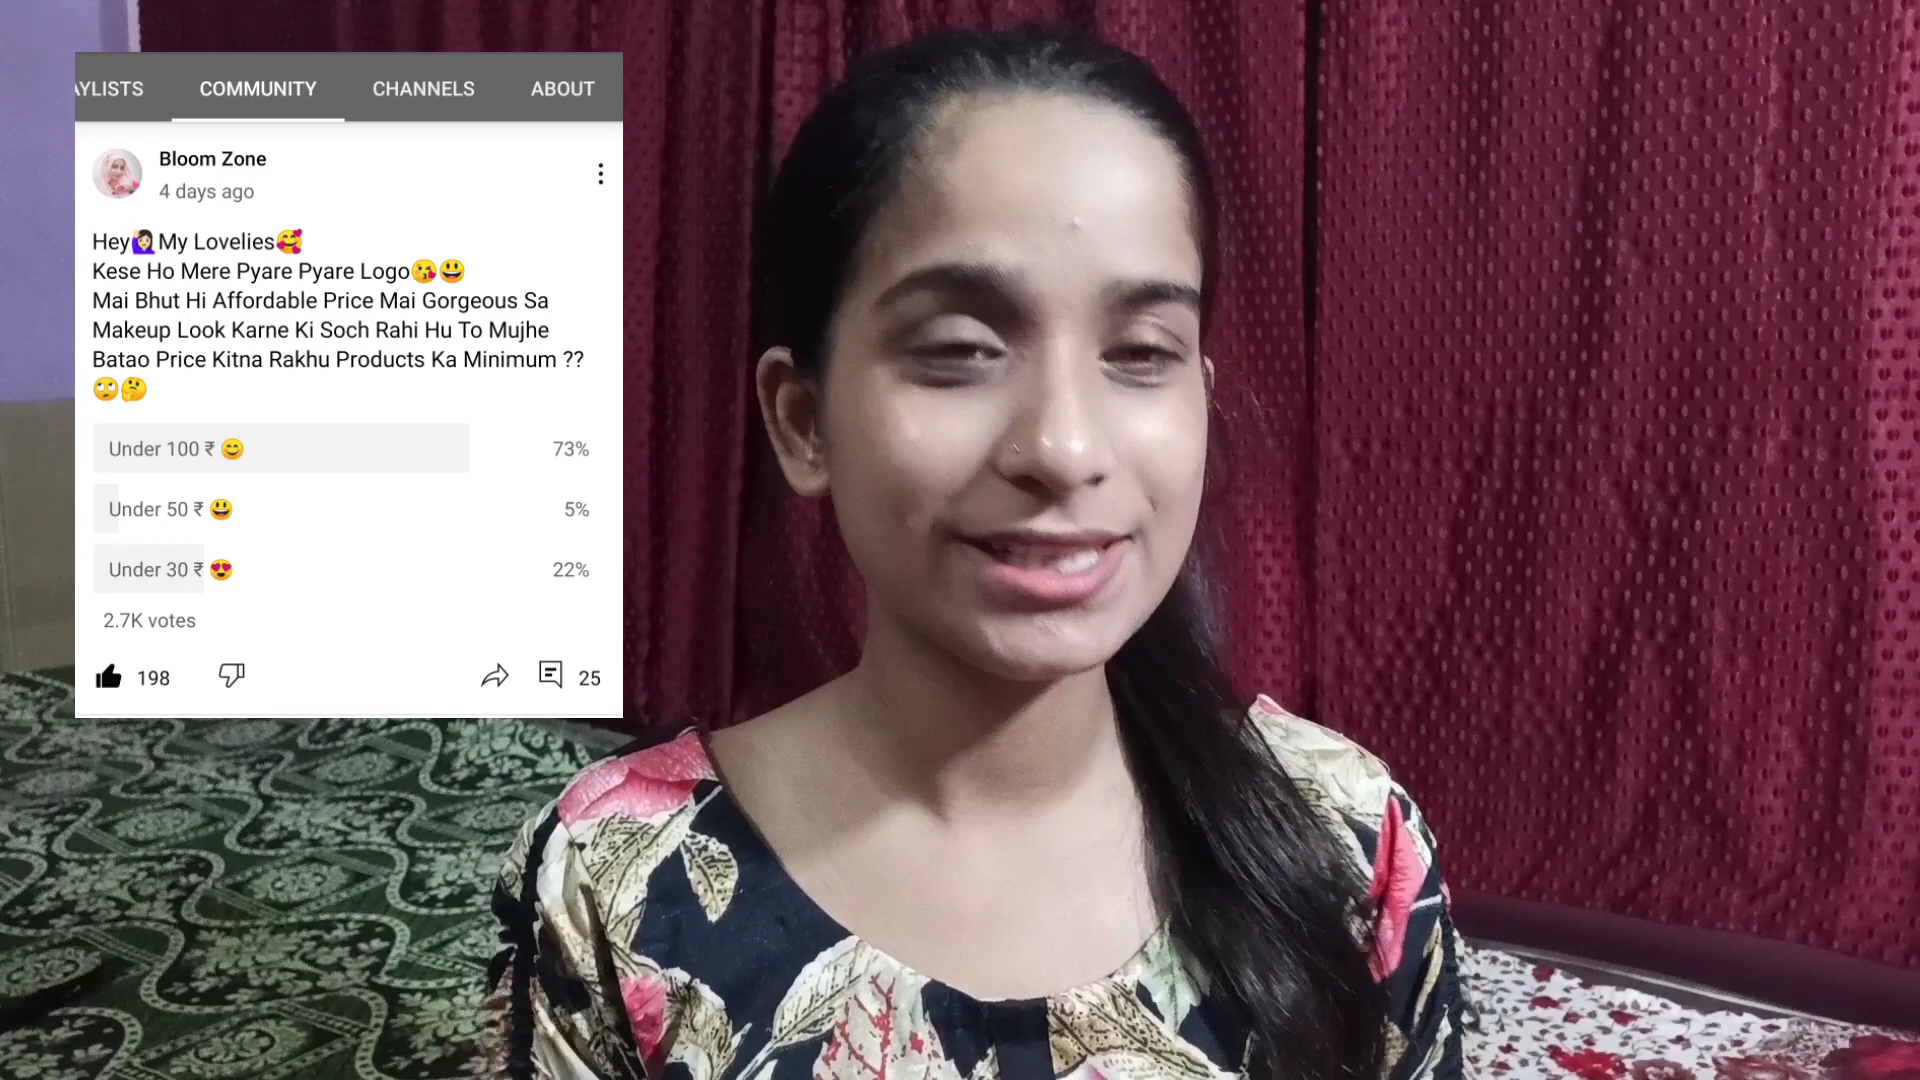 AYLISTS COMMUNITY CHANNELS ABOUT
Bloom Zone
4 days ago
Hey🙋🏻‍♀️My Lovelies🥰
Kese Ho Mere Pyare Pyare Logo😘😃
Mai Bhut Hi Affordable Price Mai Gorgeous Sa
Makeup Look Karne Ki Soch Rahi Hu To Mujhe
Batao Price Kitna Rakhu Products Ka Minimum ??
🙄🤔
Under 100 ₹ 😊 73%
Under 50 ₹ 😃 5%
Under 30 ₹ 😍 22%
2.7K votes
198 25